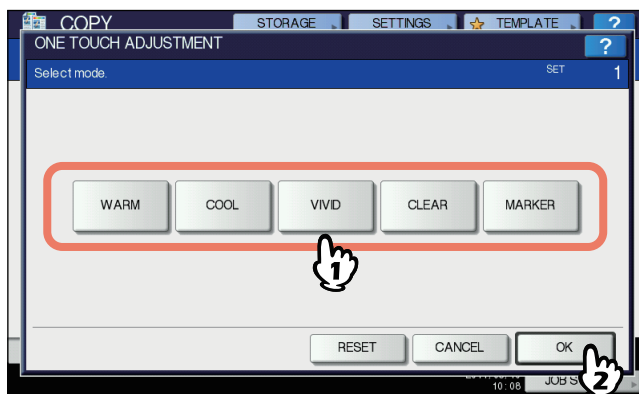 COPY STORAGE SETTINGS TEMPLATE ?
ONE TOUCH ADJUSTMENT ?
Select mode. SET 1
WARM COOL VIVID CLEAR MARKER
1
RESET CANCEL OK
2
10:08 JOB S